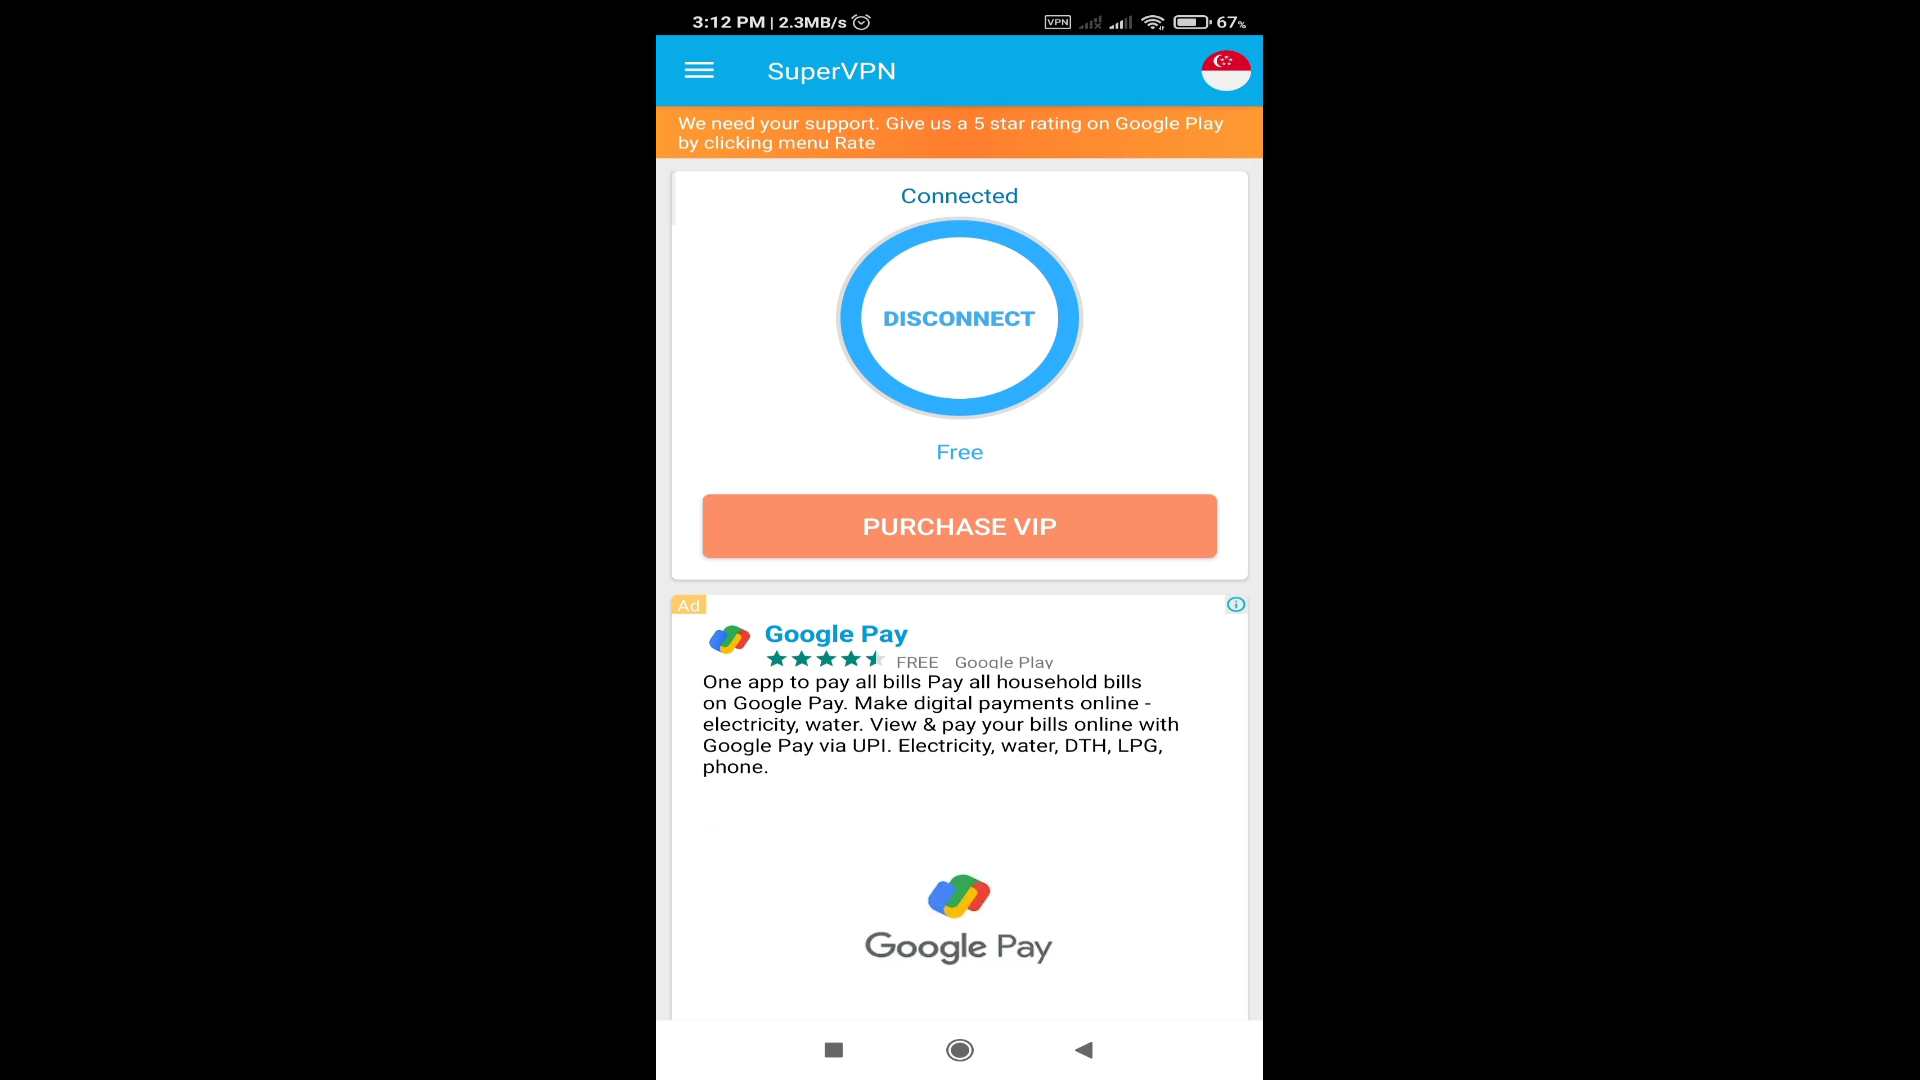 3:12 PM | 2.3MB/s VPN 67%
SuperVPN
We need your support. Give us a 5 star rating on Google Play
by clicking menu Rate
Connected
DISCONNECT
Free
PURCHASE VIP
Ad
Google Pay
FREE Google Play
One app to pay all bills Pay all household bills
on Google Pay. Make digital payments online -
electricity, water. View & pay your bills online with
Google Pay via UPI. Electricity, water, DTH, LPG,
phone.
Google Pay